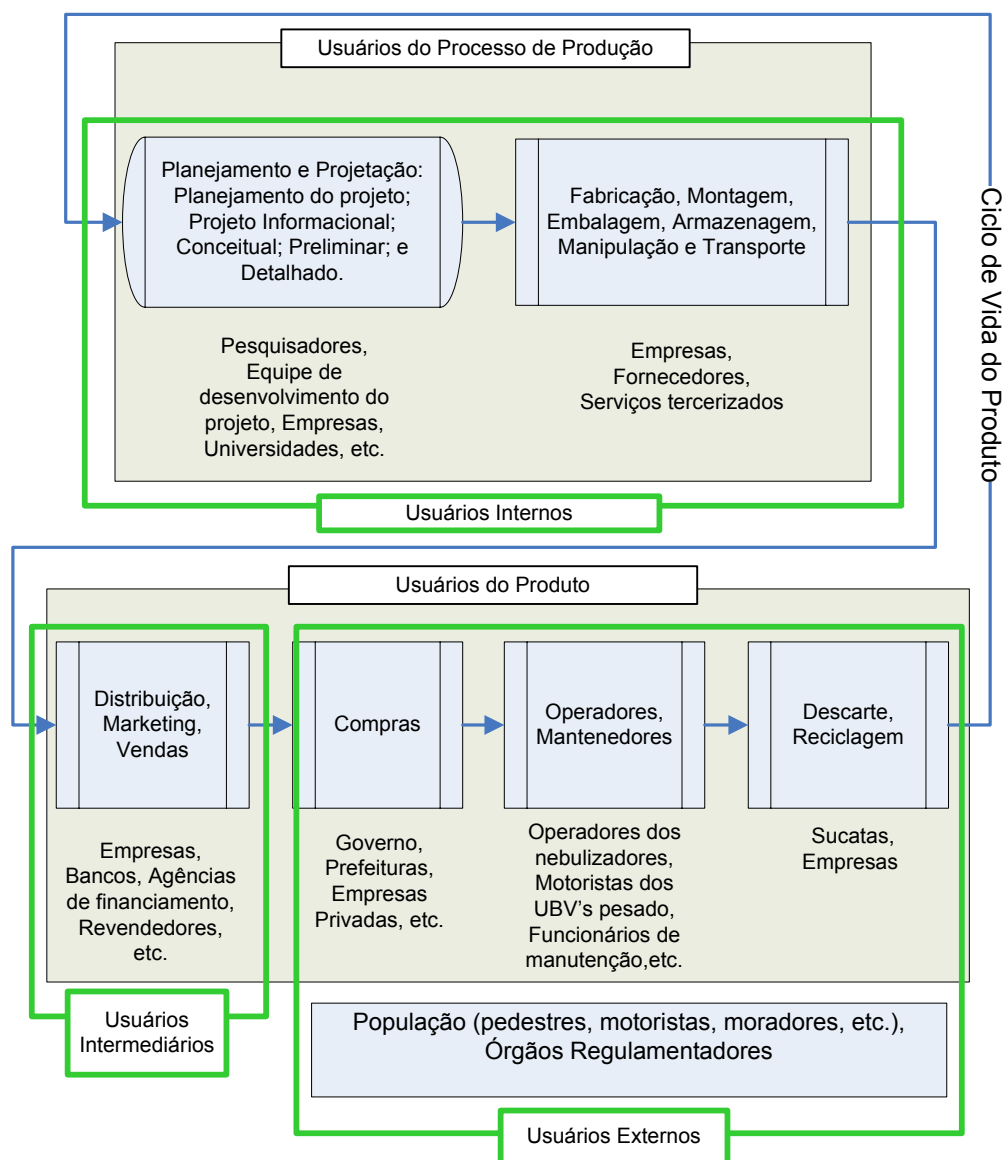 Usuários do Processo de Produção
Planejamento e Projetação:
Planejamento do projeto;
Projeto Informacional;
Conceitual; Preliminar; e
Detalhado.
Fabricação, Montagem,
Embalagem, Armazenagem,
Manipulação e Transporte
Pesquisadores,
Equipe de
desenvolvimento do
projeto, Empresas,
Universidades, etc.
Empresas,
Fornecedores,
Serviços tercerizados
Usuários Internos
Ciclo de Vida do Produto
Usuários do Produto
Distribuição,
Marketing,
Vendas
Compras
Operadores,
Mantenedores
Descarte,
Reciclagem
Empresas,
Bancos, Agências
de financiamento,
Revendedores,
etc.
Governo,
Prefeituras,
Empresas
Privadas, etc.
Operadores dos
nebulizadores,
Motoristas dos
UBV's pesado,
Funcionários de
manutenção,etc.
Sucatas,
Empresas
Usuários
Intermediários
População (pedestres, motoristas, moradores, etc.),
Órgãos Regulamentadores
Usuários Externos